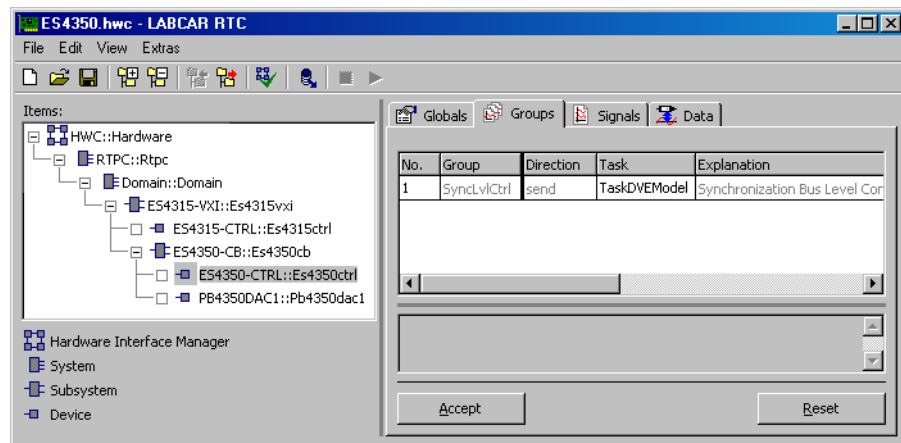 ES4350.hwc - LABCAR RTC
File Edit View Extras
Items:
HWC::Hardware
RTPC::Rtpc
Domain::Domain
ES4315-VXI::Es4315vxi
ES4315-CTRL::Es4315ctrl
ES4350-CB::Es4350cb
ES4350-CTRL::Es4350ctrl
PB4350DAC1::Pb4350dac1
Hardware Interface Manager
System
Subsystem
Device
Globals Groups Signals Data
No. Group Direction Task Explanation
1 SyncLvlCtrl send TaskDVEModel Synchronization Bus Level Cor
Accept Reset